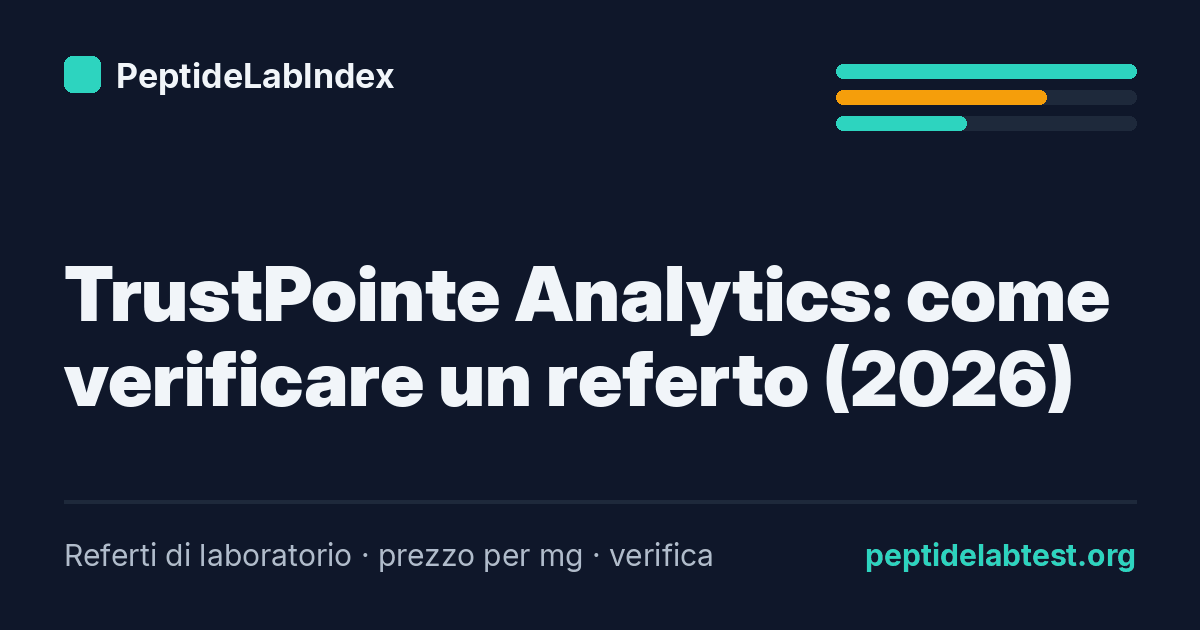 PeptideLabIndex
TrustPointe Analytics: come
verificare un referto (2026)
Referti di laboratorio · prezzo per mg · verifica
peptidelabtest.org